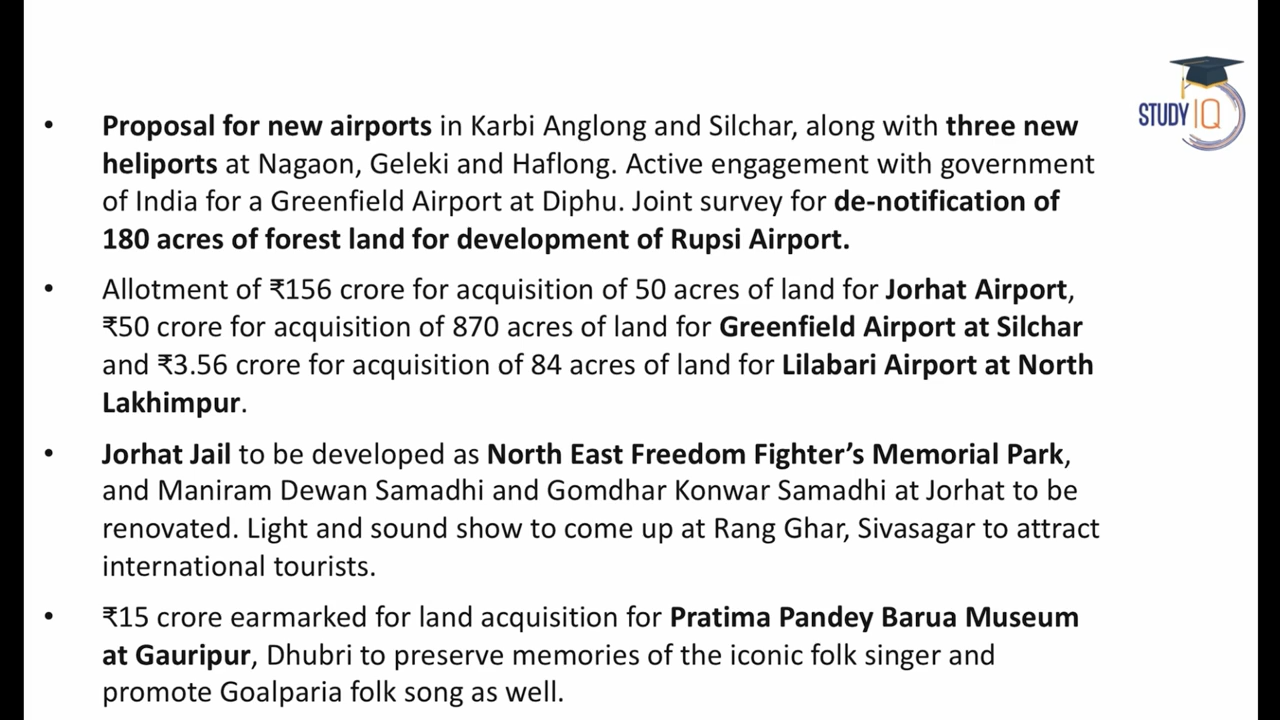 STUDY IQ
• Proposal for new airports in Karbi Anglong and Silchar, along with three new
heliports at Nagaon, Geleki and Haflong. Active engagement with government
of India for a Greenfield Airport at Diphu. Joint survey for de-notification of
180 acres of forest land for development of Rupsi Airport.
• Allotment of ₹156 crore for acquisition of 50 acres of land for Jorhat Airport,
₹50 crore for acquisition of 870 acres of land for Greenfield Airport at Silchar
and ₹3.56 crore for acquisition of 84 acres of land for Lilabari Airport at North
Lakhimpur.
• Jorhat Jail to be developed as North East Freedom Fighter’s Memorial Park,
and Maniram Dewan Samadhi and Gomdhar Konwar Samadhi at Jorhat to be
renovated. Light and sound show to come up at Rang Ghar, Sivasagar to attract
international tourists.
• ₹15 crore earmarked for land acquisition for Pratima Pandey Barua Museum
at Gauripur, Dhubri to preserve memories of the iconic folk singer and
promote Goalparia folk song as well.